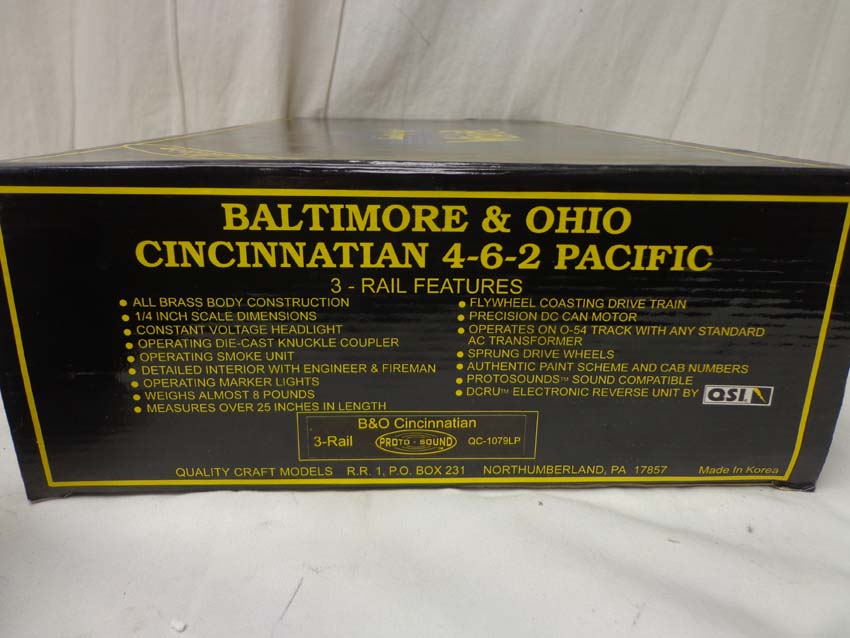 BALTIMORE & OHIO
CINCINNATIAN 4-6-2 PACIFIC
3 - RAIL FEATURES
• ALL BRASS BODY CONSTRUCTION
• 1/4 INCH SCALE DIMENSIONS
• CONSTANT VOLTAGE HEADLIGHT
• OPERATING DIE-CAST KNUCKLE COUPLER
• OPERATING SMOKE UNIT
• DETAILED INTERIOR WITH ENGINEER & FIREMAN
• OPERATING MARKER LIGHTS
• WEIGHS ALMOST 8 POUNDS
• MEASURES OVER 25 INCHES IN LENGTH
• FLYWHEEL COASTING DRIVE TRAIN
• PRECISION DC CAN MOTOR
• OPERATES ON O-54 TRACK WITH ANY STANDARD
AC TRANSFORMER
• SPRUNG DRIVE WHEELS
• AUTHENTIC PAINT SCHEME AND CAB NUMBERS
• PROTOSOUNDS™ SOUND COMPATIBLE
• DCRU™ ELECTRONIC REVERSE UNIT BY QSI
B&O Cincinnatian
3-Rail PROTO-SOUND™ QC-1079LP
QUALITY CRAFT MODELS R.R. 1, P.O. BOX 231 NORTHUMBERLAND, PA 17857 Made In Korea